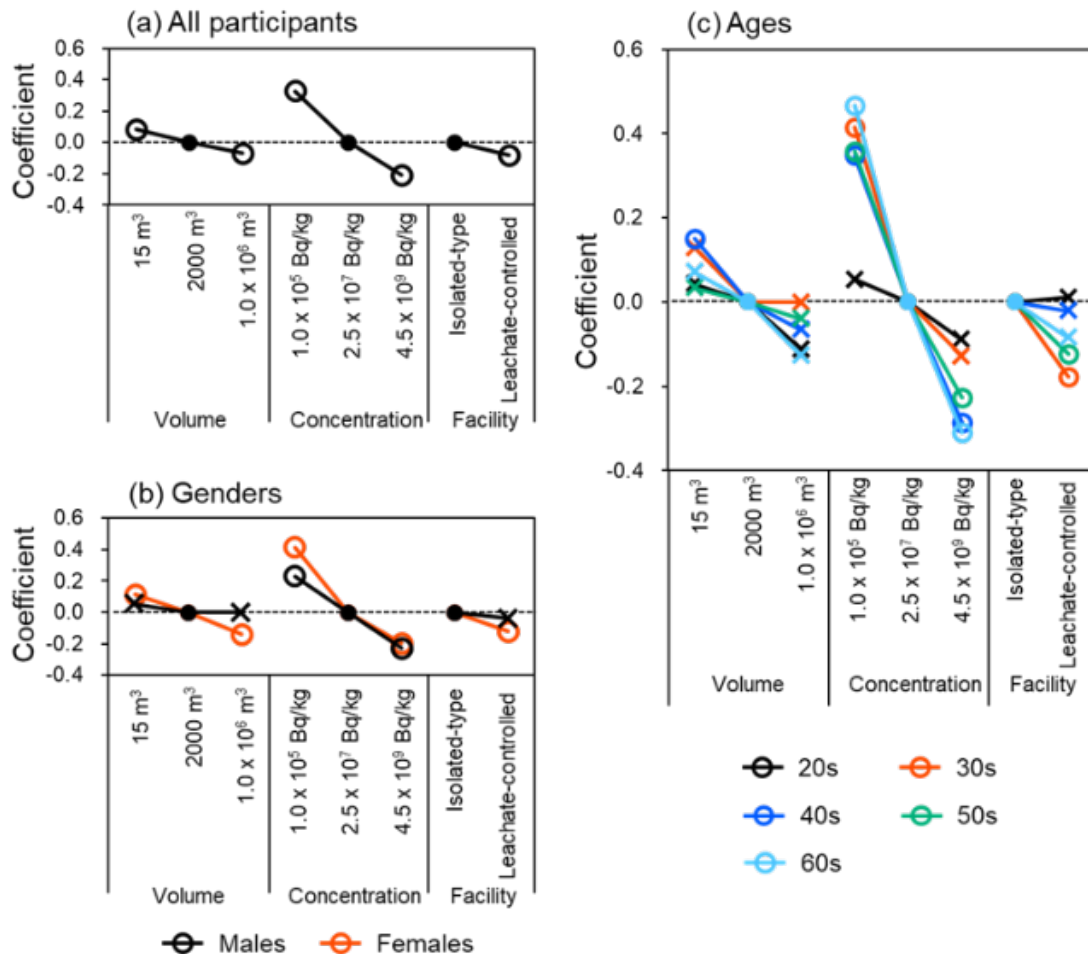 (a) All participants
Coefficient
0.6
0.4
0.2
0.0
-0.2
-0.4
15 m³
2000 m³
1.0 x 10⁶ m³
1.0 x 10⁵ Bq/kg
2.5 x 10⁷ Bq/kg
4.5 x 10⁹ Bq/kg
Isolated-type
Leachate-controlled
Volume
Concentration
Facility
(b) Genders
Coefficient
0.6
0.4
0.2
0.0
-0.2
-0.4
15 m³
2000 m³
1.0 x 10⁶ m³
1.0 x 10⁵ Bq/kg
2.5 x 10⁷ Bq/kg
4.5 x 10⁹ Bq/kg
Isolated-type
Leachate-controlled
Volume
Concentration
Facility
Males
Females
(c) Ages
Coefficient
0.6
0.4
0.2
0.0
-0.2
-0.4
15 m³
2000 m³
1.0 x 10⁶ m³
1.0 x 10⁵ Bq/kg
2.5 x 10⁷ Bq/kg
4.5 x 10⁹ Bq/kg
Isolated-type
Leachate-controlled
Volume
Concentration
Facility
20s
30s
40s
50s
60s